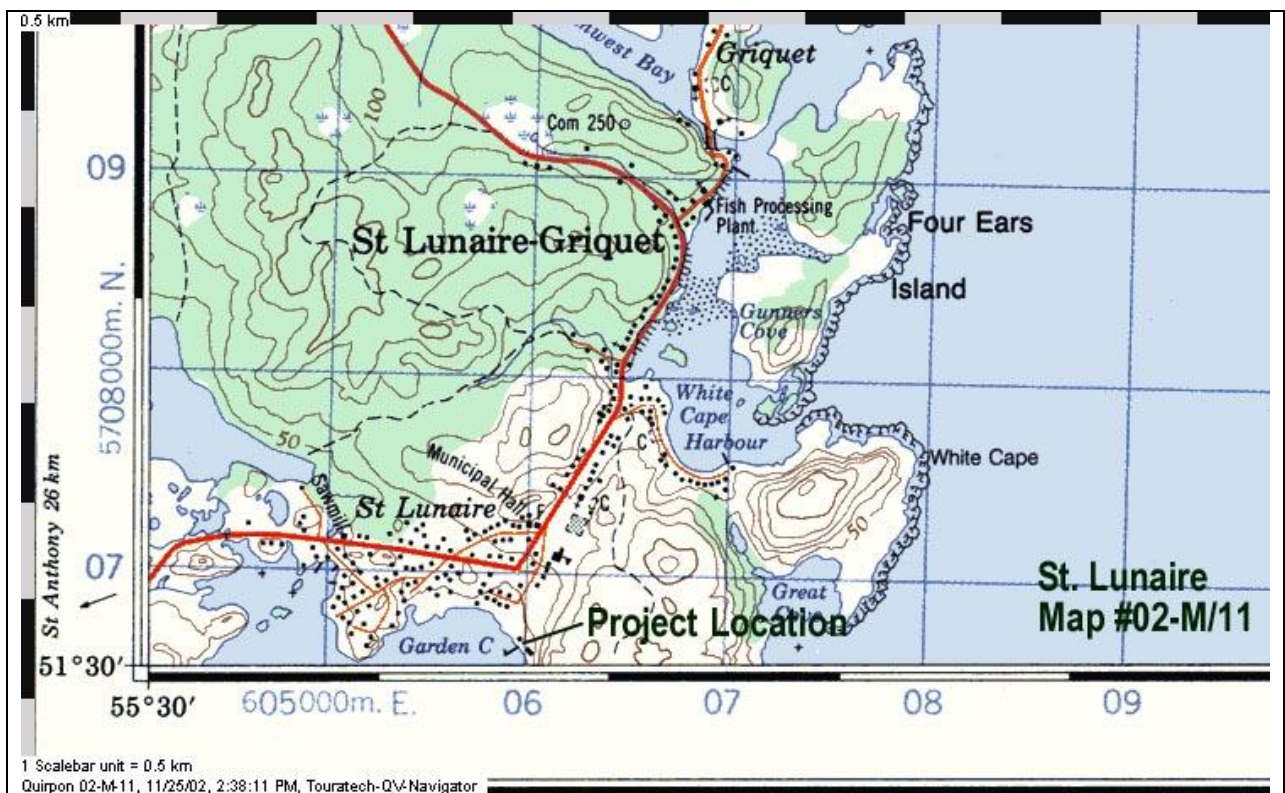 0.5 km
nwest Bay
Griquet
C
100
Com 250
09
Fish Processing
Plant
St Lunaire-Griquet
Four Ears
Island
Gunners
Cove
5708000m. N.
White
Cape
Harbour
C
50
Municipal Hall
White Cape
Sawmill
St Lunaire
C
50
07
St Anthony 26 km
Great
St. Lunaire
Map #02-M/11
Project Location
Garden C
51°30'
55°30'
605000m. E.
06
07
08
09
1 Scalebar unit = 0.5 km
Quirpon 02-M-11, 11/25/02, 2:38:11 PM, Touratech-QV-Navigator